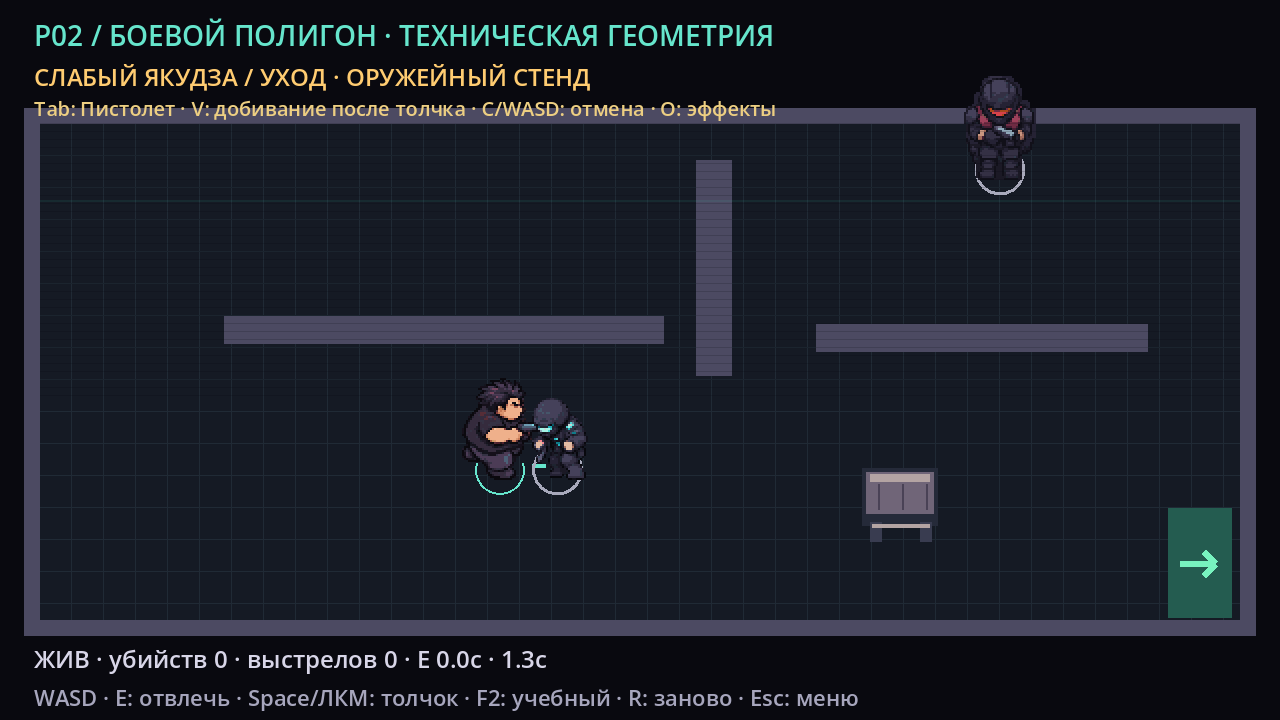 P02 / БОЕВОЙ ПОЛИГОН · ТЕХНИЧЕСКАЯ ГЕОМЕТРИЯ
СЛАБЫЙ ЯКУДЗА / УХОД · ОРУЖЕЙНЫЙ СТЕНД
Tab: Пистолет · V: добивание после толчка · C/WASD: отмена · O: эффекты
ЖИВ · убийств 0 · выстрелов 0 · E 0.0с · 1.3с
WASD · E: отвлечь · Space/ЛКМ: толчок · F2: учебный · R: заново · Esc: меню